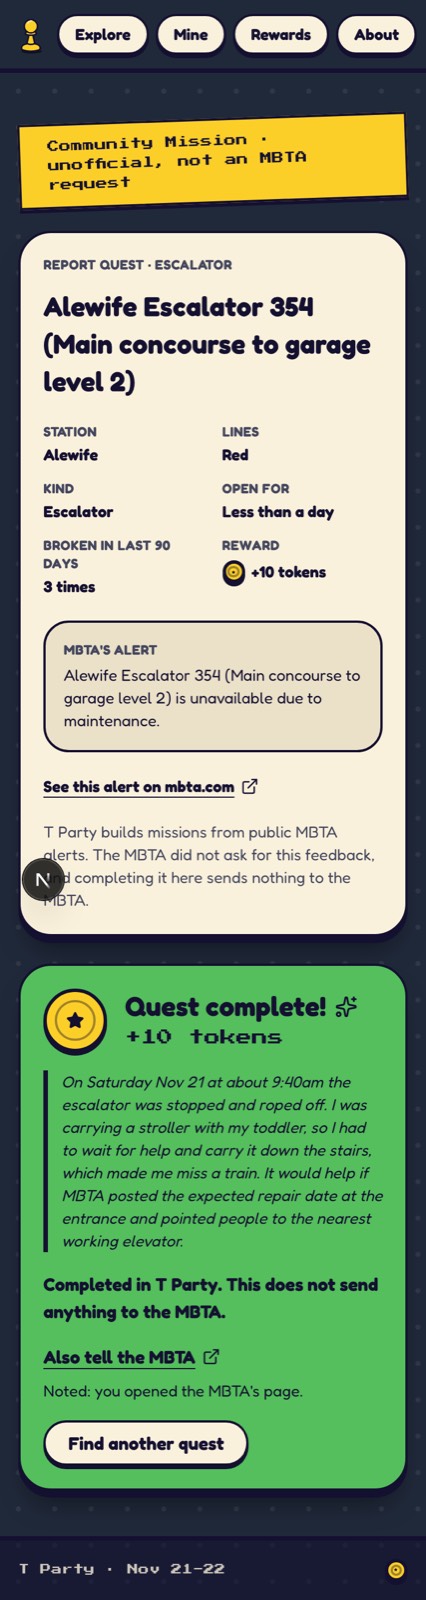 Explore
Mine
Rewards
About
Community Mission ·
unofficial, not an MBTA
request
REPORT QUEST · ESCALATOR
Alewife Escalator 354
(Main concourse to garage
level 2)
STATION
Alewife
LINES
Red
KIND
Escalator
OPEN FOR
Less than a day
BROKEN IN LAST 90
DAYS
3 times
REWARD
+10 tokens
MBTA'S ALERT
Alewife Escalator 354 (Main concourse to
garage level 2) is unavailable due to
maintenance.
See this alert on mbta.com
T Party builds missions from public MBTA
alerts. The MBTA did not ask for this feedback,
and completing it here sends nothing to the
MBTA.
N
Quest complete!
+10 tokens
On Saturday Nov 21 at about 9:40am the
escalator was stopped and roped off. I was
carrying a stroller with my toddler, so I had
to wait for help and carry it down the stairs,
which made me miss a train. It would help if
MBTA posted the expected repair date at the
entrance and pointed people to the nearest
working elevator.
Completed in T Party. This does not send
anything to the MBTA.
Also tell the MBTA
Noted: you opened the MBTA's page.
Find another quest
T Party · Nov 21-22